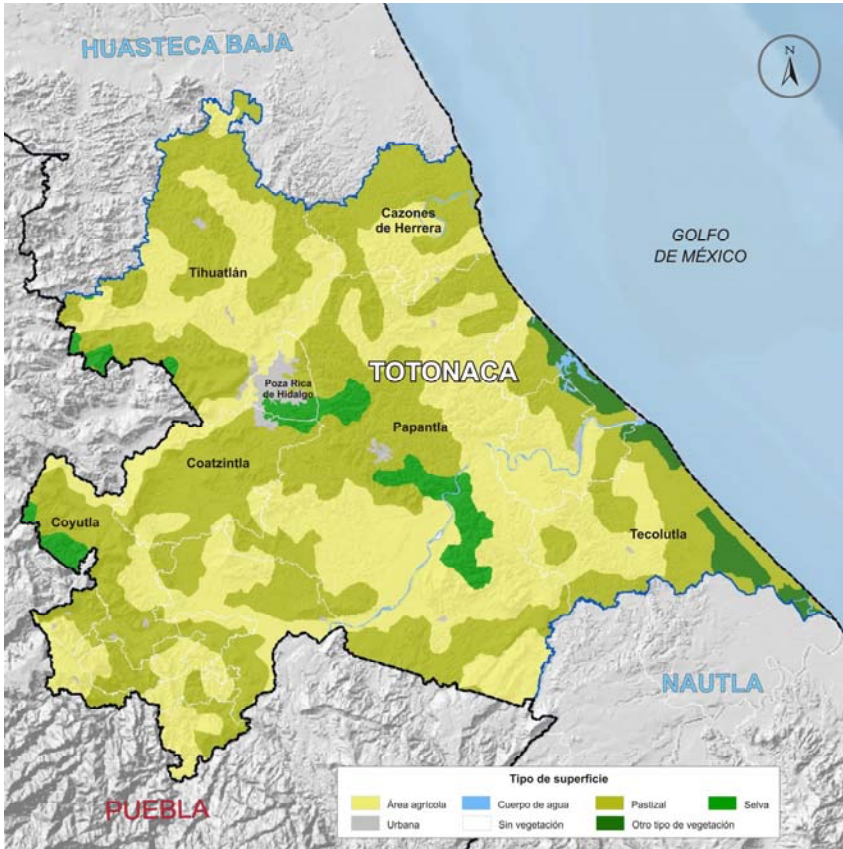 HUASTECA BAJA
N
Cazones
de Herrera
GOLFO
DE MÉXICO
Tihuatlán
TOTONACA
Poza Rica
de Hidalgo
Papantla
Coatzintla
Coyutla
Tecolutla
NAUTLA
PUEBLA
Tipo de superficie
Área agrícola
Cuerpo de agua
Pastizal
Selva
Urbana
Sin vegetación
Otro tipo de vegetación